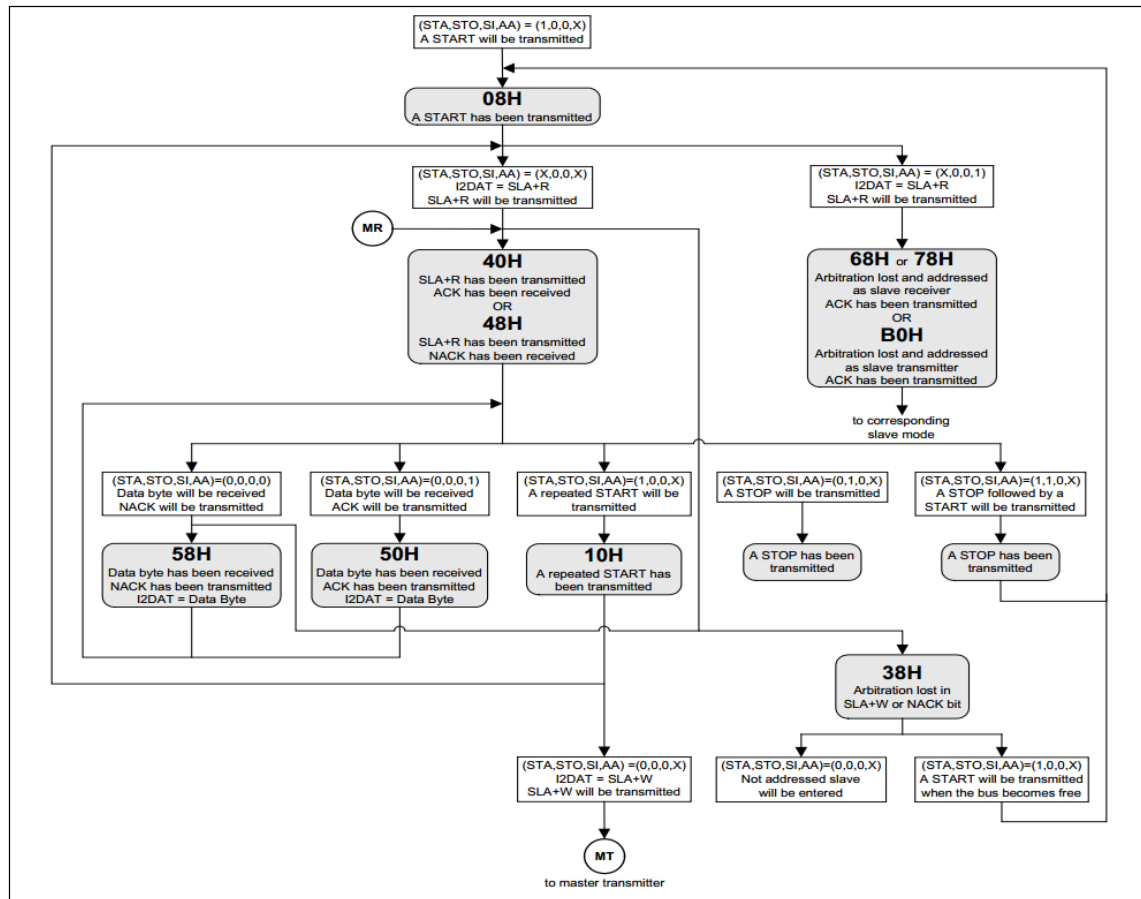 (STA,STO,SI,AA) = (1,0,0,X)
A START will be transmitted
08H
A START has been transmitted
(STA,STO,SI,AA) = (X,0,0,X)
I2DAT = SLA+R
SLA+R will be transmitted
(STA,STO,SI,AA) = (X,0,0,1)
I2DAT = SLA+R
SLA+R will be transmitted
MR
40H
SLA+R has been transmitted
ACK has been received
OR
48H
SLA+R has been transmitted
NACK has been received
68H OR 78H
Arbitration lost and addressed
as slave receiver
ACK has been transmitted
OR
B0H
Arbitration lost and addressed
as slave transmitter
ACK has been transmitted
to corresponding
slave mode
(STA,STO,SI,AA)=(0,0,0,0)
Data byte will be received
NACK will be transmitted
(STA,STO,SI,AA)=(0,0,0,1)
Data byte will be received
ACK will be transmitted
(STA,STO,SI,AA)=(1,0,0,X)
A repeated START will be
transmitted
(STA,STO,SI,AA)=(0,1,0,X)
A STOP will be transmitted
(STA,STO,SI,AA)=(1,1,0,X)
A STOP followed by a
START will be transmitted
58H
Data byte has been received
NACK has been transmitted
I2DAT = Data Byte
50H
Data byte has been received
ACK has been transmitted
I2DAT = Data Byte
10H
A repeated START has
been transmitted
A STOP has been
transmitted
A STOP has been
transmitted
38H
Arbitration lost in
SLA+W or NACK bit
(STA,STO,SI,AA) =(0,0,0,X)
I2DAT = SLA+W
SLA+W will be transmitted
(STA,STO,SI,AA)=(0,0,0,X)
Not addressed slave
will be entered
(STA,STO,SI,AA)=(1,0,0,X)
A START will be transmitted
when the bus becomes free
MT
to master transmitter